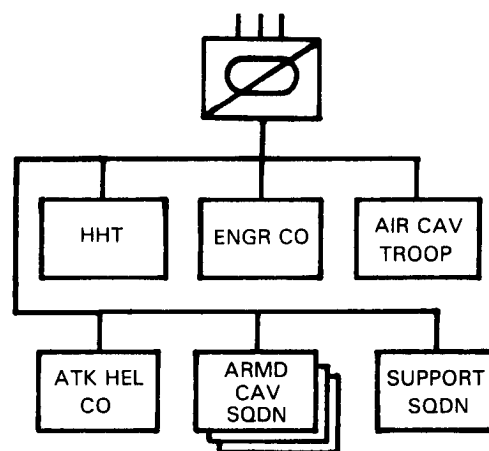 HHT
ENGR CO
AIR CAV
TROOP
ATK HEL
CO
ARMD
CAV
SQDN
SUPPORT
SQDN